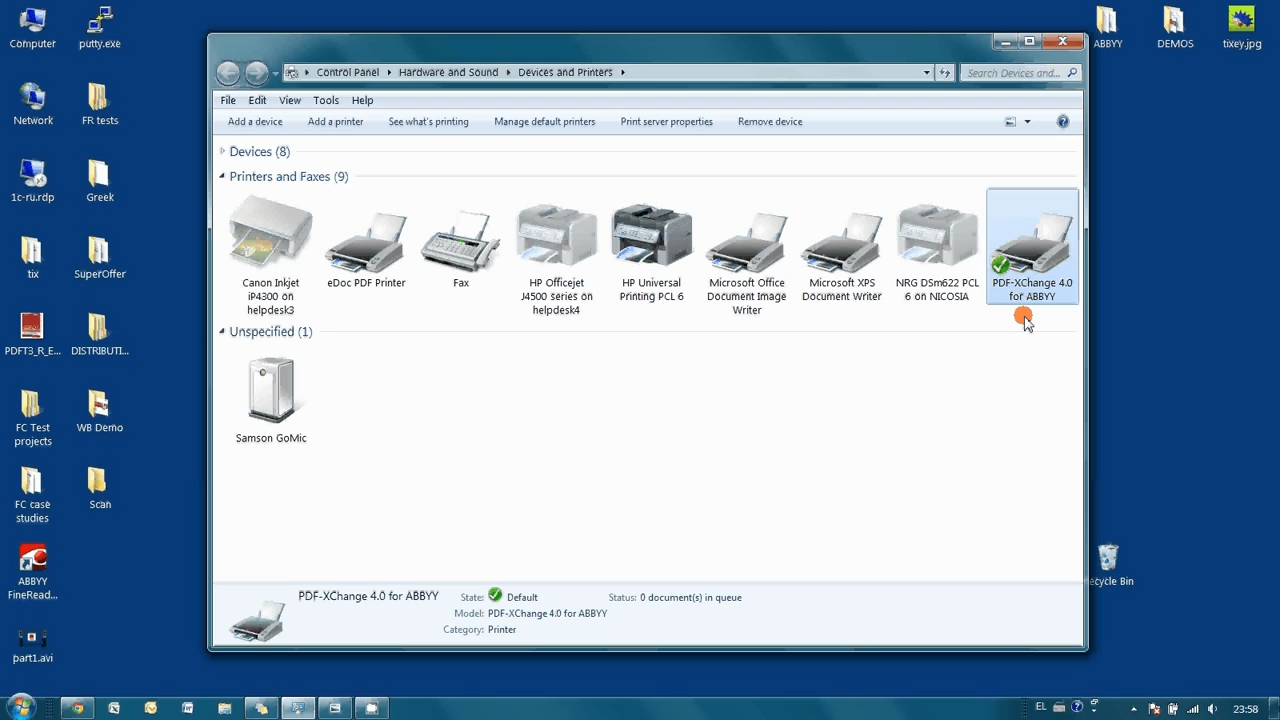 Computer
putty.exe
ABBYY
DEMOS
tixey.jpg
Control Panel
Hardware and Sound
Devices and Printers
Search Devices and...
File
Edit
View
Tools
Help
Network
FR tests
Add a device
Add a printer
See what's printing
Manage default printers
Print server properties
Remove device
Devices (8)
Printers and Faxes (9)
1c-ru.rdp
Greek
Canon Inkjet
iP4300 on
helpdesk3
eDoc PDF Printer
Fax
HP Officejet
J4500 series on
helpdesk4
HP Universal
Printing PCL 6
Microsoft Office
Document Image
Writer
Microsoft XPS
Document Writer
NRG DSm622 PCL
6 on NICOSIA
PDF-XChange 4.0
for ABBYY
tix
SuperOffer
Unspecified (1)
PDFT3_R_E...
DISTRIBUTI...
Samson GoMic
FC Test
projects
WB Demo
FC case
studies
Scan
ABBYY
FineRead...
ecycle Bin
PDF-XChange 4.0 for ABBYY
State:
Default
Status: 0 document(s) in queue
Model: PDF-XChange 4.0 for ABBYY
Category: Printer
part1.avi
EL
23:58